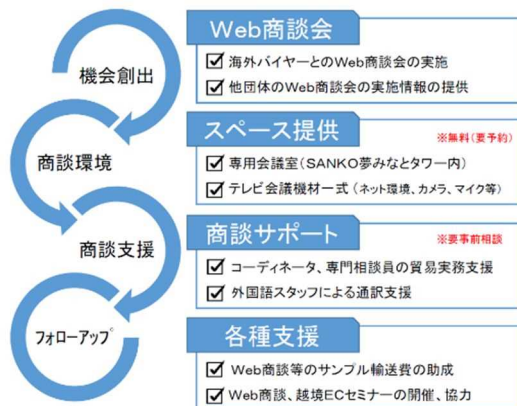 機会創出
Web商談会
海外バイヤーとのWeb商談会の実施
他団体のWeb商談会の実施情報の提供
商談環境
スペース提供
※無料(要予約)
専用会議室(SANKO夢みなとタワー内)
テレビ会議機材一式(ネット環境、カメラ、マイク等)
商談支援
商談サポート
※要事前相談
コーディネータ、専門相談員の貿易実務支援
外国語スタッフによる通訳支援
フォローアップ
各種支援
Web商談等のサンプル輸送費の助成
Web商談、越境ECセミナーの開催、協力